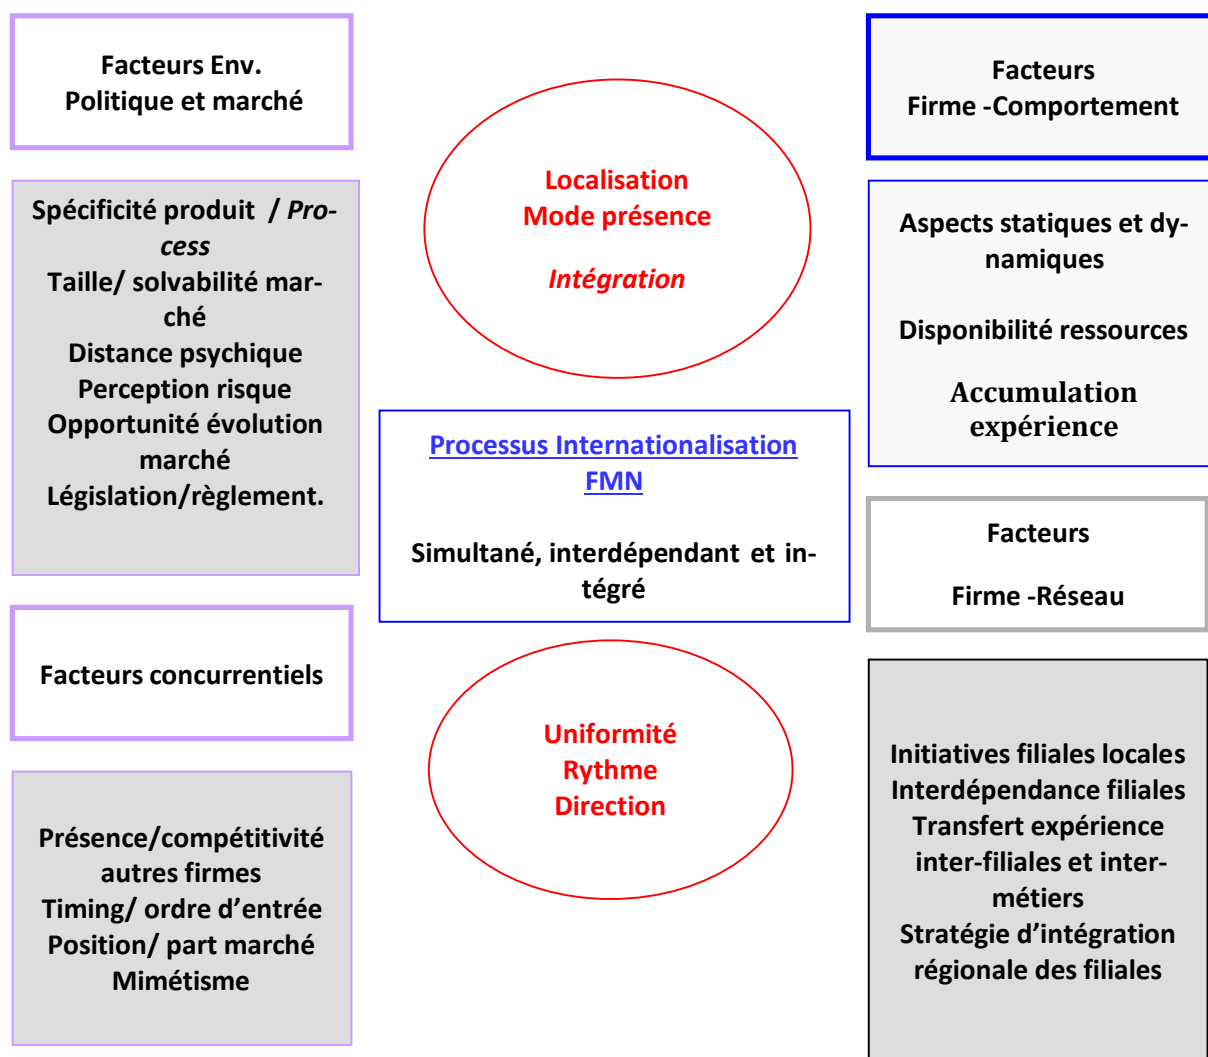 Facteurs Env.
Politique et marché
Spécificité produit / Pro-
cess
Taille/ solvabilité mar-
ché
Distance psychique
Perception risque
Opportunité évolution
marché
Législation/règlement.
Facteurs concurrentiels
Présence/compétitivité
autres firmes
Timing/ ordre d’entrée
Position/ part marché
Mimétisme
Localisation
Mode présence
Intégration
Processus Internationalisation
FMN
Simultané, interdépendant et in-
tégré
Uniformité
Rythme
Direction
Facteurs
Firme -Comportement
Aspects statiques et dy-
namiques
Disponibilité ressources
Accumulation
expérience
Facteurs
Firme -Réseau
Initiatives filiales locales
Interdépendance filiales
Transfert expérience
inter-filiales et inter-
métiers
Stratégie d’intégration
régionale des filiales